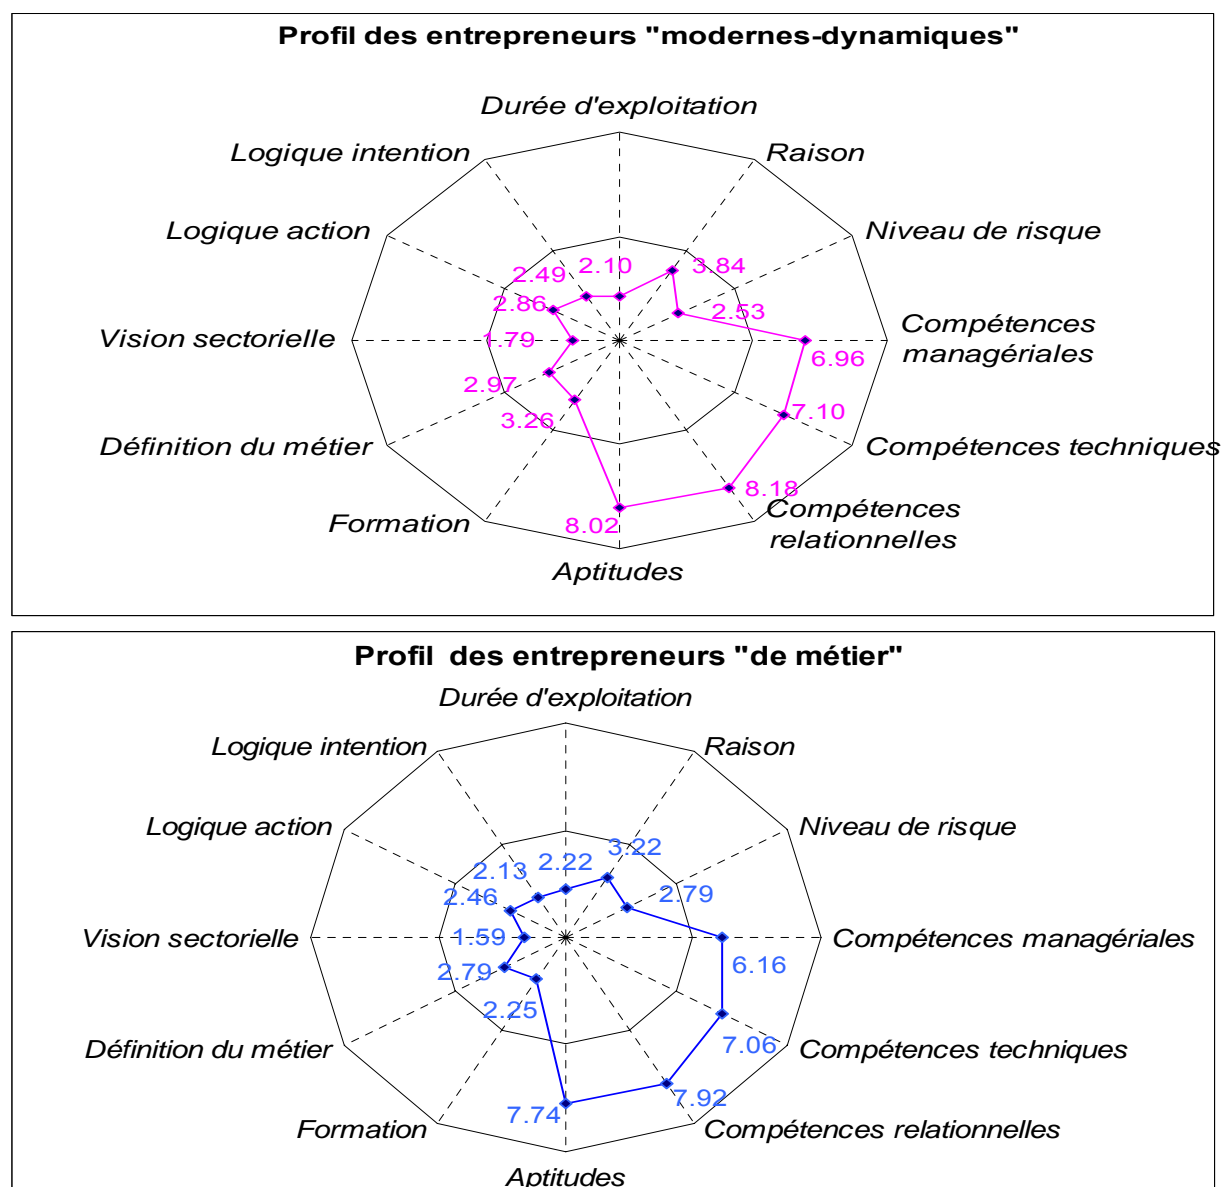 Profil des entrepreneurs "modernes-dynamiques"
Durée d'exploitation
Logique intention
Raison
Logique action
Niveau de risque
2.49
2.10
3.84
2.86
2.53
Vision sectorielle
1.79
Compétences
managériales
6.96
2.97
7.10
3.26
Définition du métier
Compétences techniques
8.18
Compétences
relationnelles
Formation
8.02
Aptitudes
Profil des entrepreneurs "de métier"
Durée d'exploitation
Logique intention
Raison
Logique action
Niveau de risque
2.13
2.22
3.22
2.46
2.79
Vision sectorielle
1.59
Compétences managériales
6.16
2.79
2.25
7.06
Définition du métier
Compétences techniques
7.92
7.74
Formation
Compétences relationnelles
Aptitudes